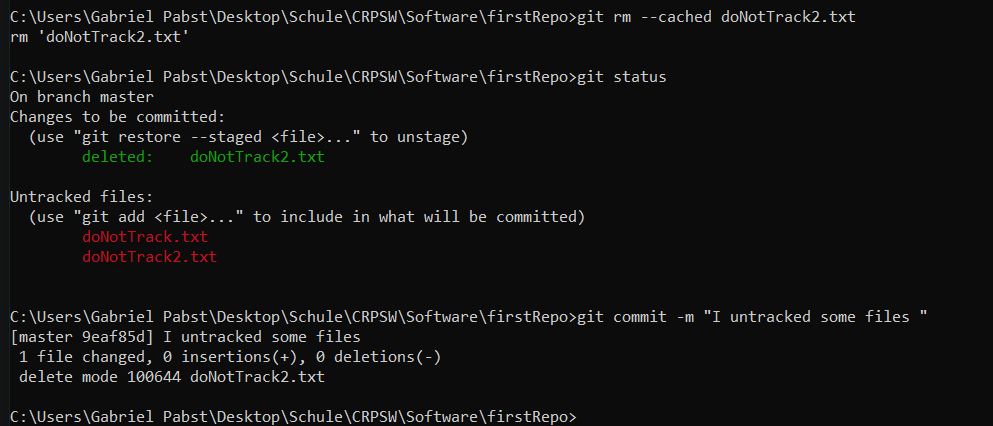 C:\Users\Gabriel Pabst\Desktop\Schule\CRPSW\Software\firstRepo>git rm --cached doNotTrack2.txt
rm 'doNotTrack2.txt'
C:\Users\Gabriel Pabst\Desktop\Schule\CRPSW\Software\firstRepo>git status
On branch master
Changes to be committed:
  (use "git restore --staged <file>..." to unstage)
        deleted:    doNotTrack2.txt
Untracked files:
  (use "git add <file>..." to include in what will be committed)
        doNotTrack.txt
        doNotTrack2.txt
C:\Users\Gabriel Pabst\Desktop\Schule\CRPSW\Software\firstRepo>git commit -m "I untracked some files "
[master 9eaf85d] I untracked some files
 1 file changed, 0 insertions(+), 0 deletions(-)
 delete mode 100644 doNotTrack2.txt
C:\Users\Gabriel Pabst\Desktop\Schule\CRPSW\Software\firstRepo>